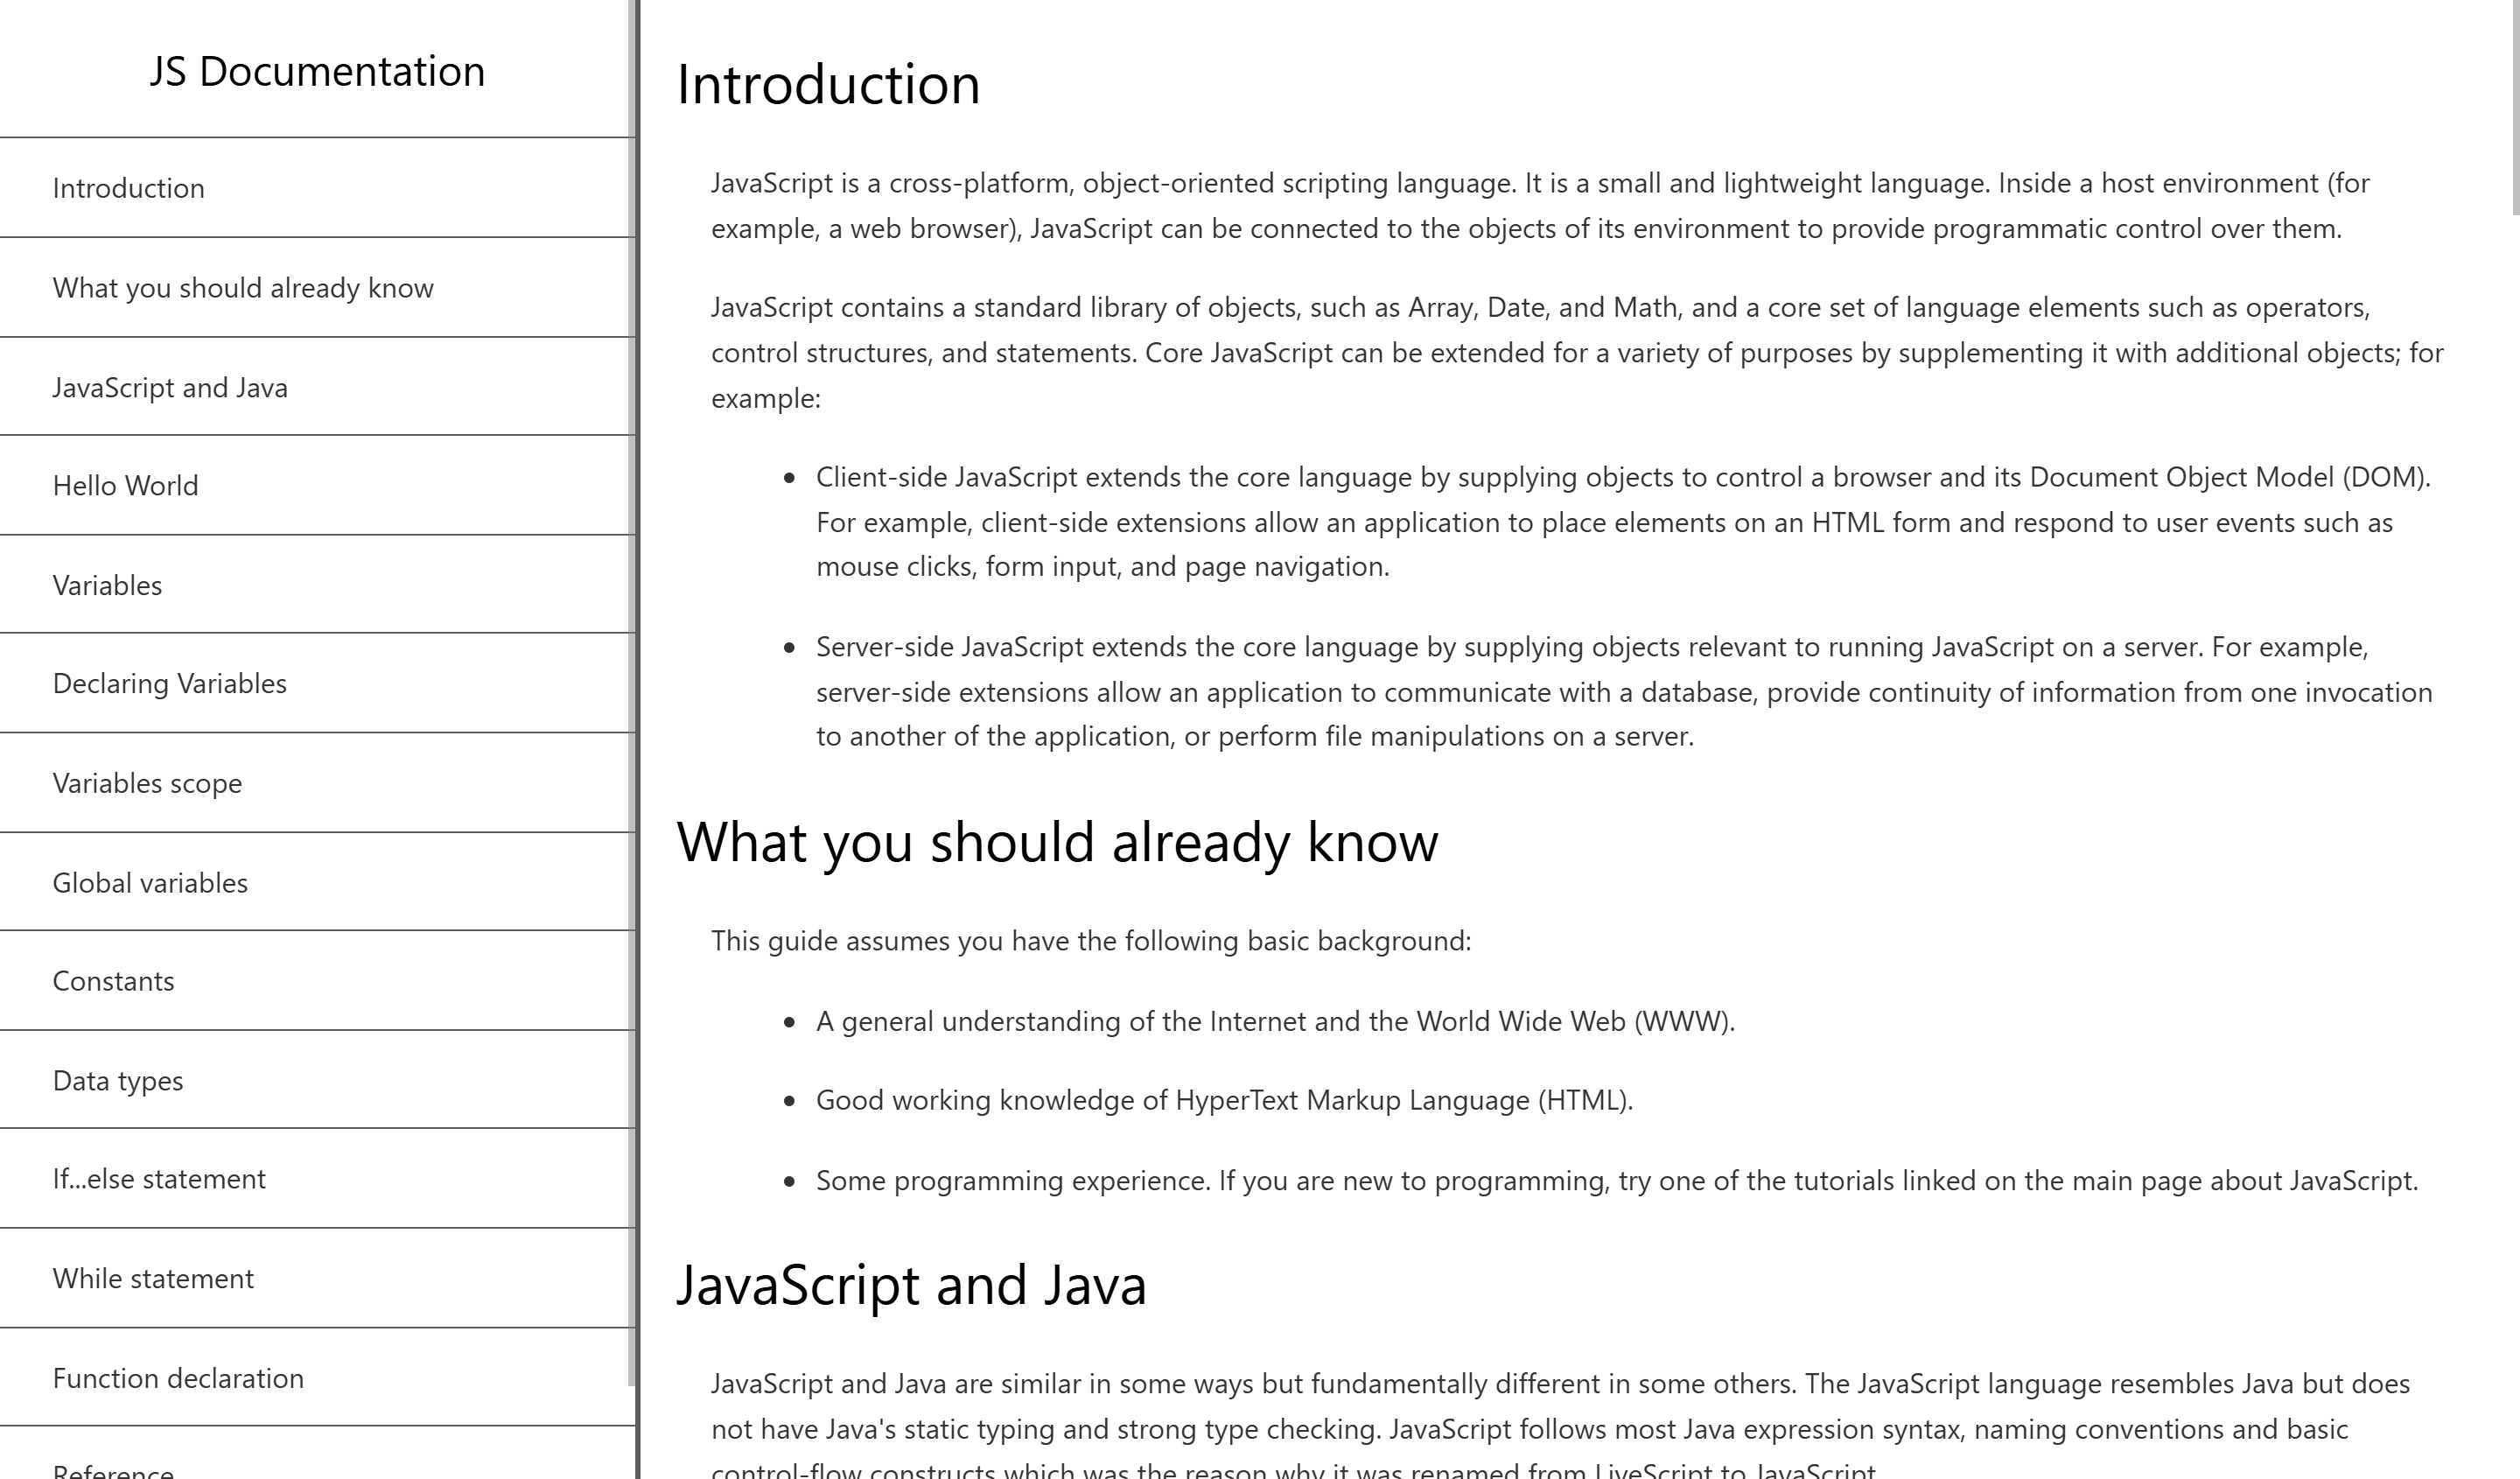 JS Documentation
Introduction
What you should already know
JavaScript and Java
Hello World
Variables
Declaring Variables
Variables scope
Global variables
Constants
Data types
If...else statement
While statement
Function declaration
Reference
Introduction
JavaScript is a cross-platform, object-oriented scripting language. It is a small and lightweight language. Inside a host environment (for
example, a web browser), JavaScript can be connected to the objects of its environment to provide programmatic control over them.
JavaScript contains a standard library of objects, such as Array, Date, and Math, and a core set of language elements such as operators,
control structures, and statements. Core JavaScript can be extended for a variety of purposes by supplementing it with additional objects; for
example:
• Client-side JavaScript extends the core language by supplying objects to control a browser and its Document Object Model (DOM).
For example, client-side extensions allow an application to place elements on an HTML form and respond to user events such as
mouse clicks, form input, and page navigation.
• Server-side JavaScript extends the core language by supplying objects relevant to running JavaScript on a server. For example,
server-side extensions allow an application to communicate with a database, provide continuity of information from one invocation
to another of the application, or perform file manipulations on a server.
What you should already know
This guide assumes you have the following basic background:
• A general understanding of the Internet and the World Wide Web (WWW).
• Good working knowledge of HyperText Markup Language (HTML).
• Some programming experience. If you are new to programming, try one of the tutorials linked on the main page about JavaScript.
JavaScript and Java
JavaScript and Java are similar in some ways but fundamentally different in some others. The JavaScript language resembles Java but does
not have Java's static typing and strong type checking. JavaScript follows most Java expression syntax, naming conventions and basic
control-flow constructs which was the reason why it was renamed from LiveScript to JavaScript.